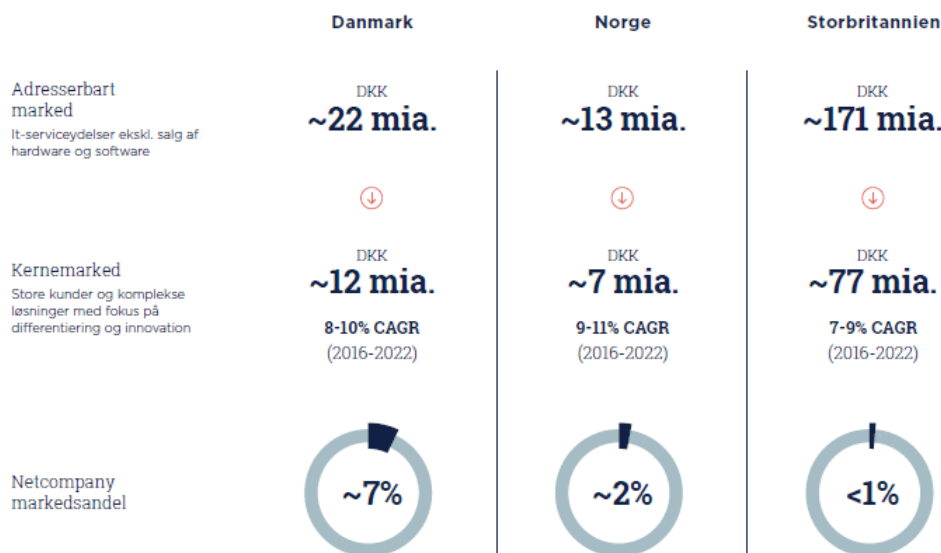 Danmark
Norge
Storbritannien
Adresserbart
marked
It-serviceydelser ekskl. salg af
hardware og software
DKK
~22 mia.
DKK
~13 mia.
DKK
~171 mia.
Kernemarked
Store kunder og komplekse
løsninger med fokus på
differentiering og innovation
DKK
~12 mia.
8-10% CAGR
(2016-2022)
DKK
~7 mia.
9-11% CAGR
(2016-2022)
DKK
~77 mia.
7-9% CAGR
(2016-2022)
Netcompany
markedsandel
~7%
~2%
<1%